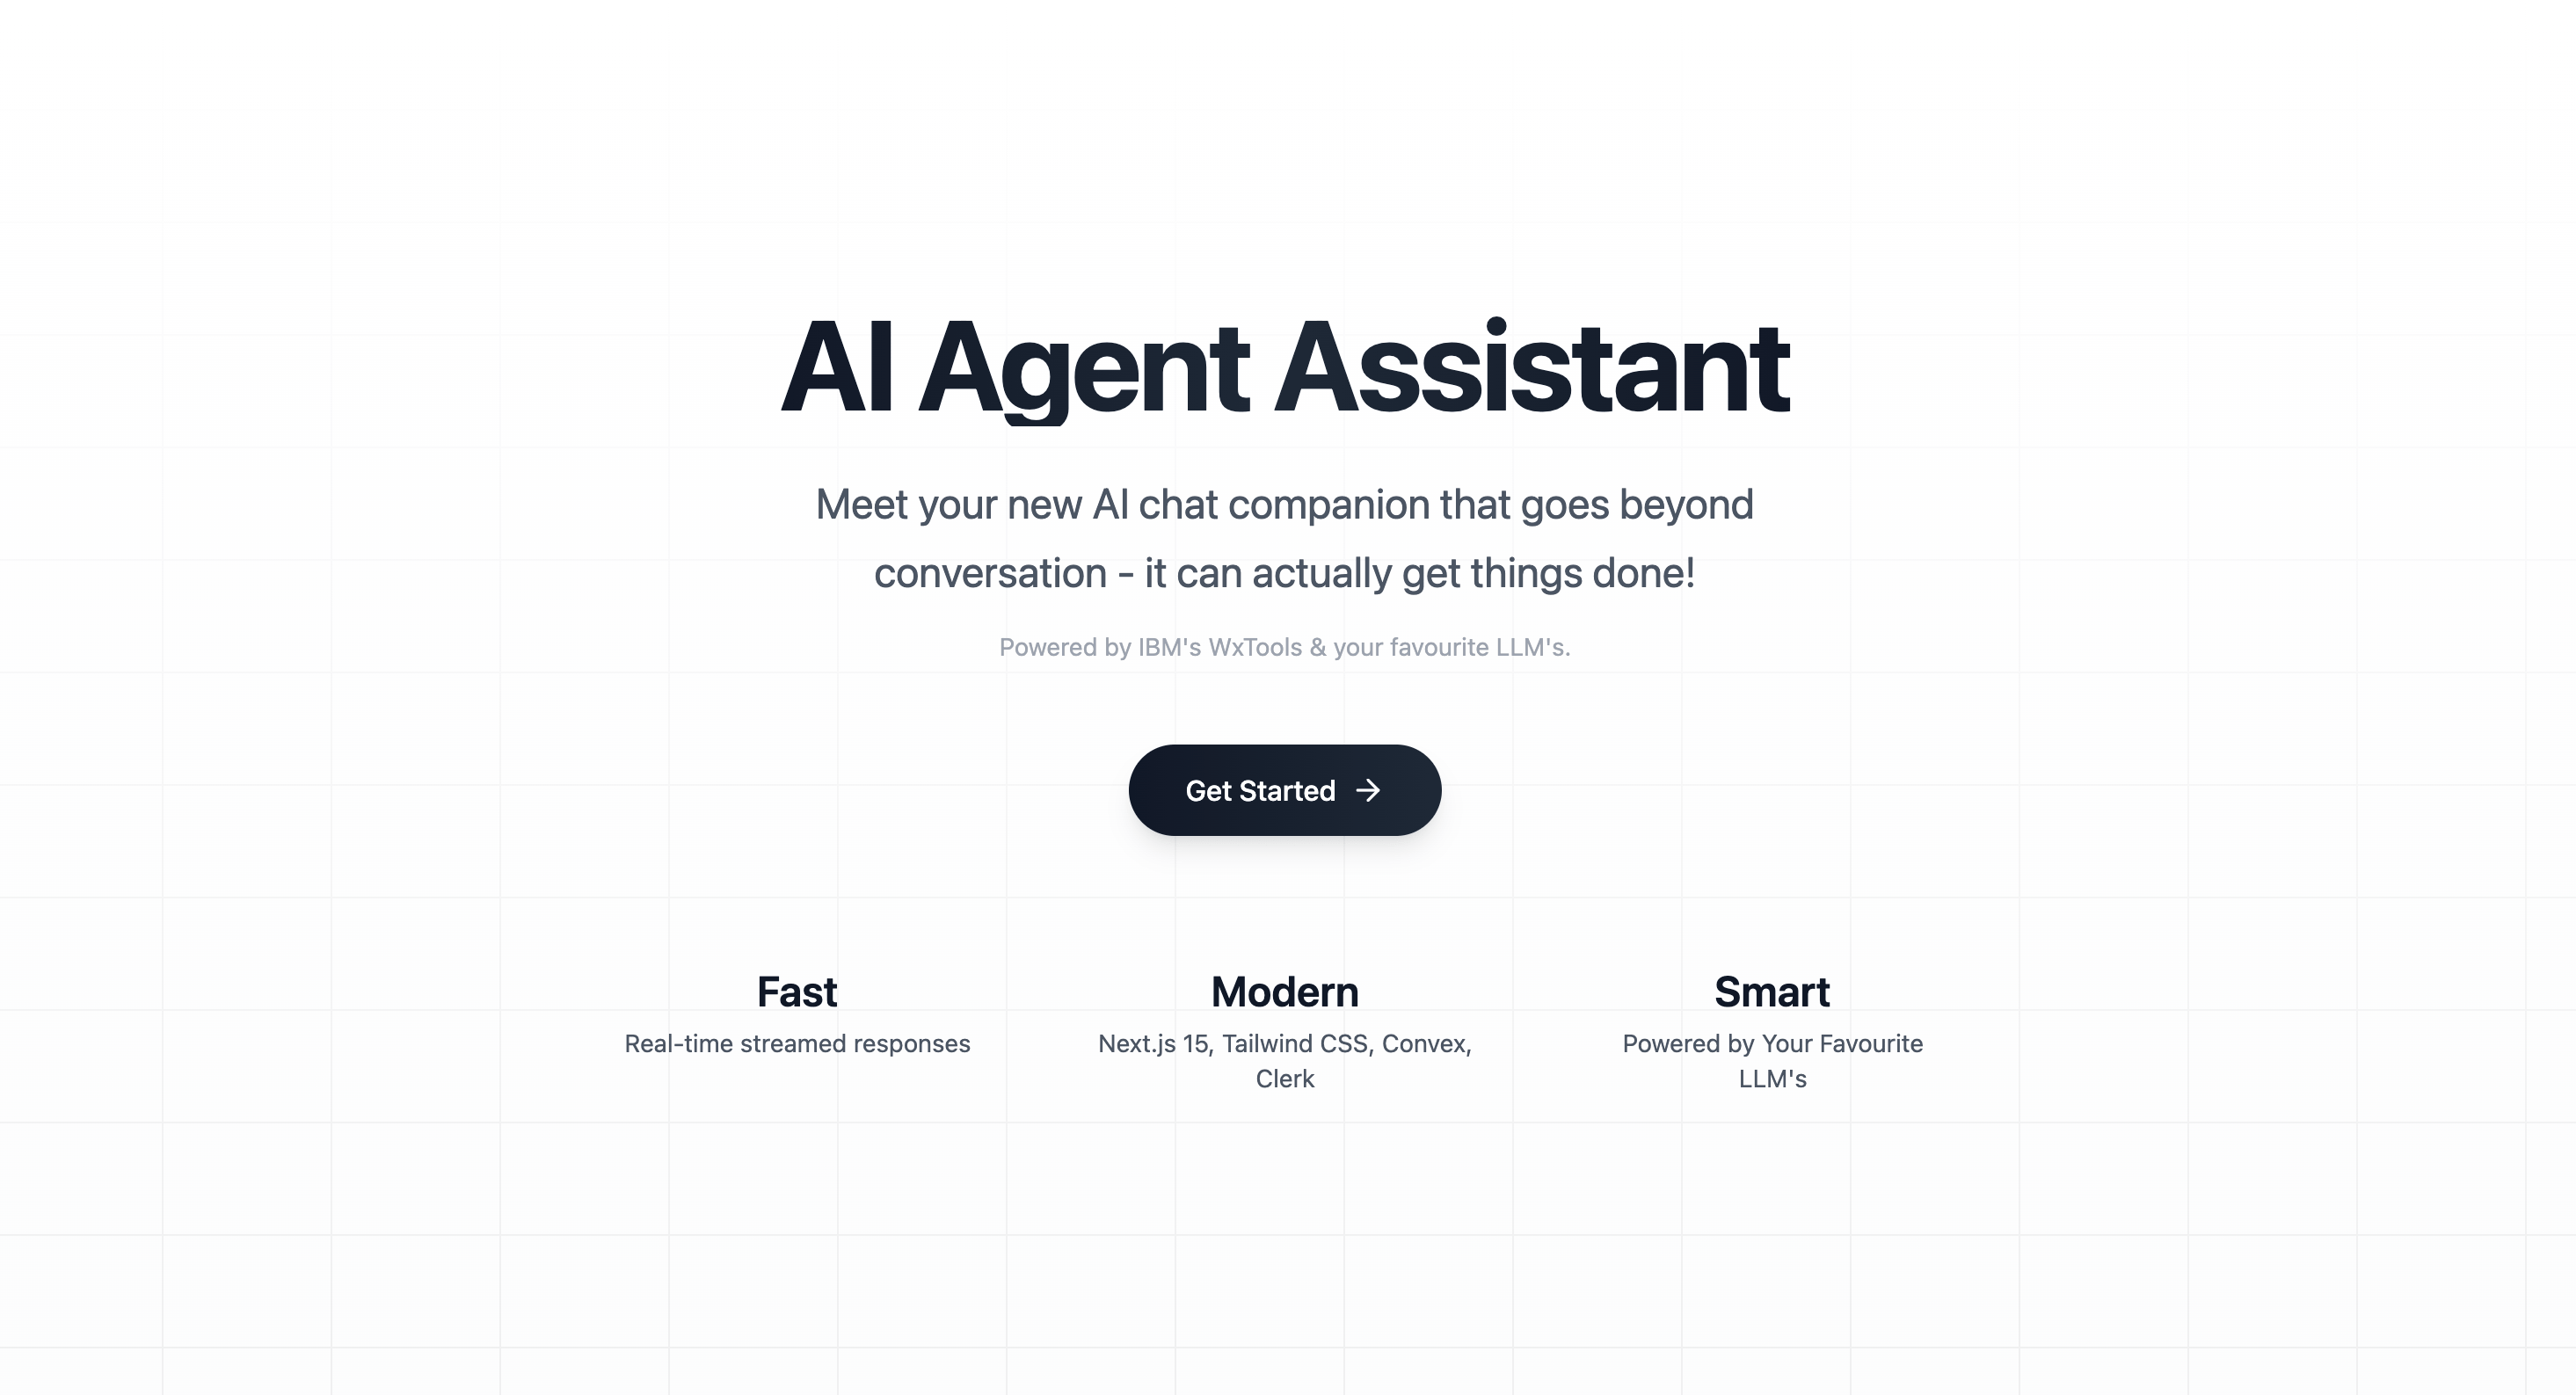 AI Agent Assistant
Meet your new AI chat companion that goes beyond
conversation - it can actually get things done!
Powered by IBM's WxTools & your favourite LLM's.
Get Started →
Fast
Real-time streamed responses
Modern
Next.js 15, Tailwind CSS, Convex,
Clerk
Smart
Powered by Your Favourite
LLM's